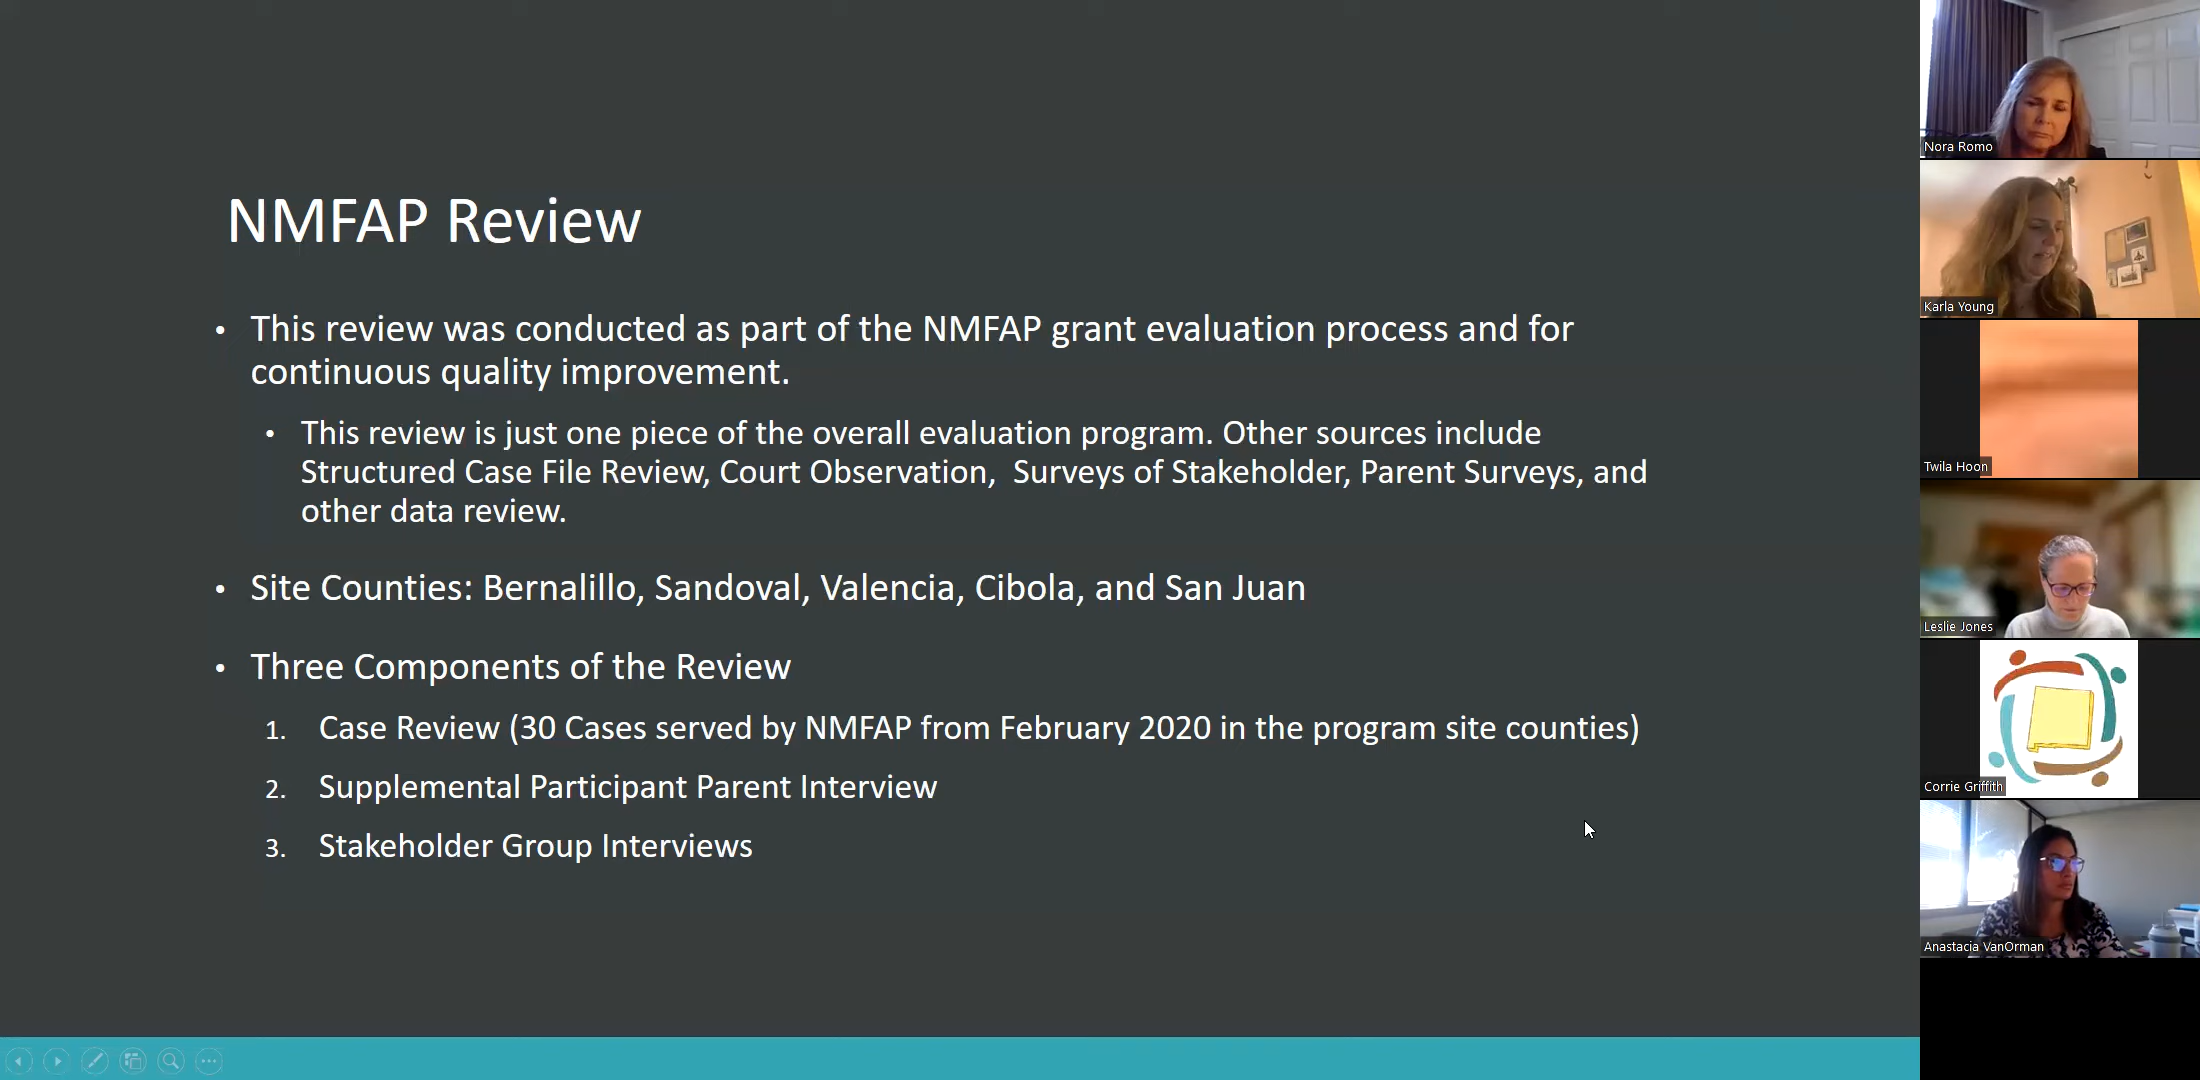 NMFAP Review
• This review was conducted as part of the NMFAP grant evaluation process and for
continuous quality improvement.
• This review is just one piece of the overall evaluation program. Other sources include
Structured Case File Review, Court Observation,  Surveys of Stakeholder, Parent Surveys, and
other data review.
• Site Counties: Bernalillo, Sandoval, Valencia, Cibola, and San Juan
• Three Components of the Review
1. Case Review (30 Cases served by NMFAP from February 2020 in the program site counties)
2. Supplemental Participant Parent Interview
3. Stakeholder Group Interviews
Nora Romo
Karla Young
Twila Hoon
Leslie Jones
Corrie Griffith
Anastacia VanOrman